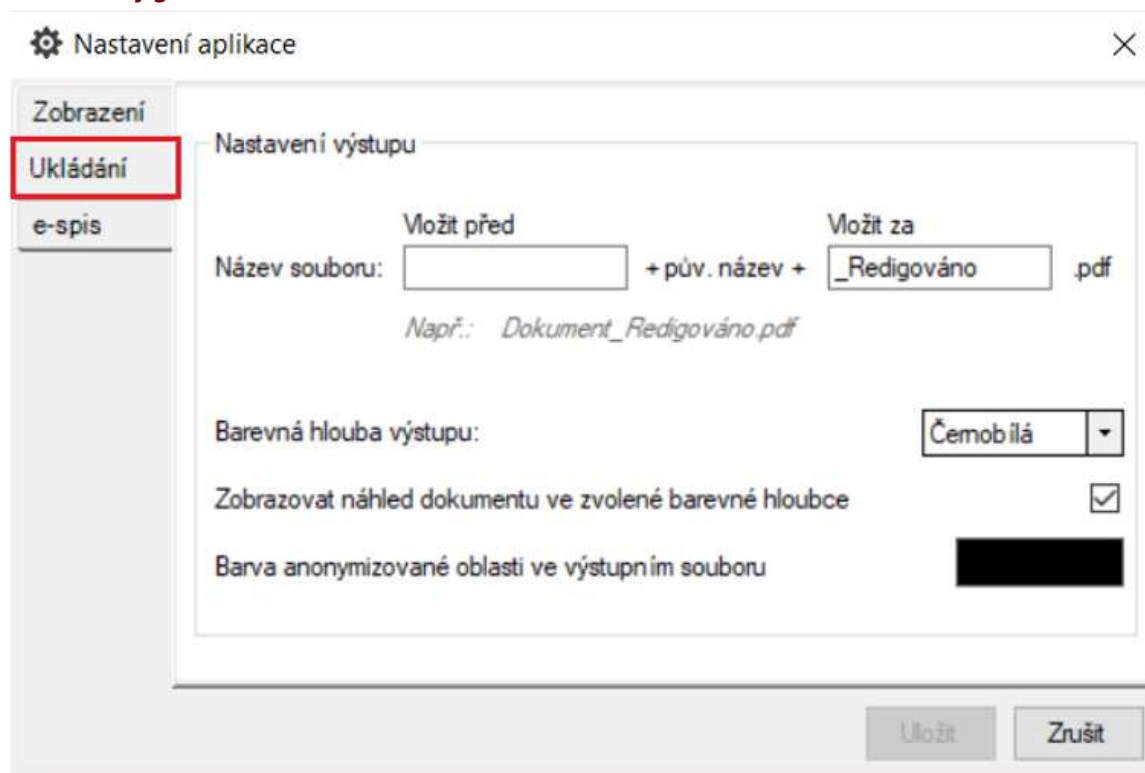 Nastavení aplikace
Zobrazení
Ukládání
e-spis
Nastavení výstupu
Vložit před Vložit za
Název souboru: + pův. název + _Redigováno .pdf
Např.: Dokument_Redigováno.pdf
Barevná hlouba výstupu: Černobílá
Zobrazovat náhled dokumentu ve zvolené barevné hloubce
Barva anonymizované oblasti ve výstupním souboru
Uložit Zrušit